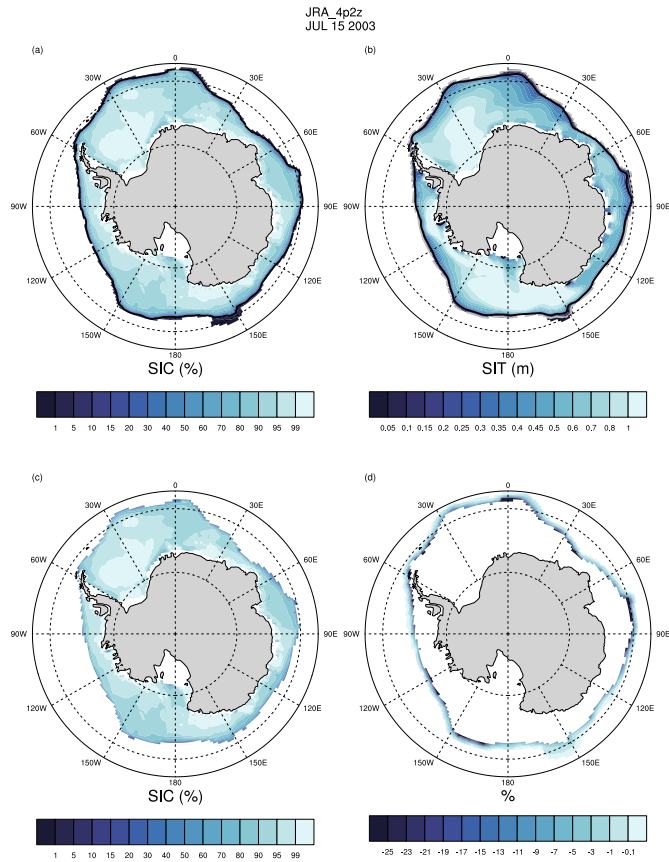 JRA_4p2z
JUL 15 2003
(a)
(b)
0
30W
30E
60W
60E
90W
90E
120W
120E
150W
150E
180
0
30W
30E
60W
60E
90W
90E
120W
120E
150W
150E
180
SIC (%)
SIT (m)
1 5 10 15 20 30 40 50 60 70 80 90 95 99
0.05 0.1 0.15 0.2 0.25 0.3 0.35 0.4 0.45 0.5 0.6 0.7 0.8 1
(c)
(d)
0
30W
30E
60W
60E
90W
90E
120W
120E
150W
150E
180
0
30W
30E
60W
60E
90W
90E
120W
120E
150W
150E
180
SIC (%)
%
1 5 10 15 20 30 40 50 60 70 80 90 95 99
-25 -23 -21 -19 -17 -15 -13 -11 -9 -7 -5 -3 -1 -0.1